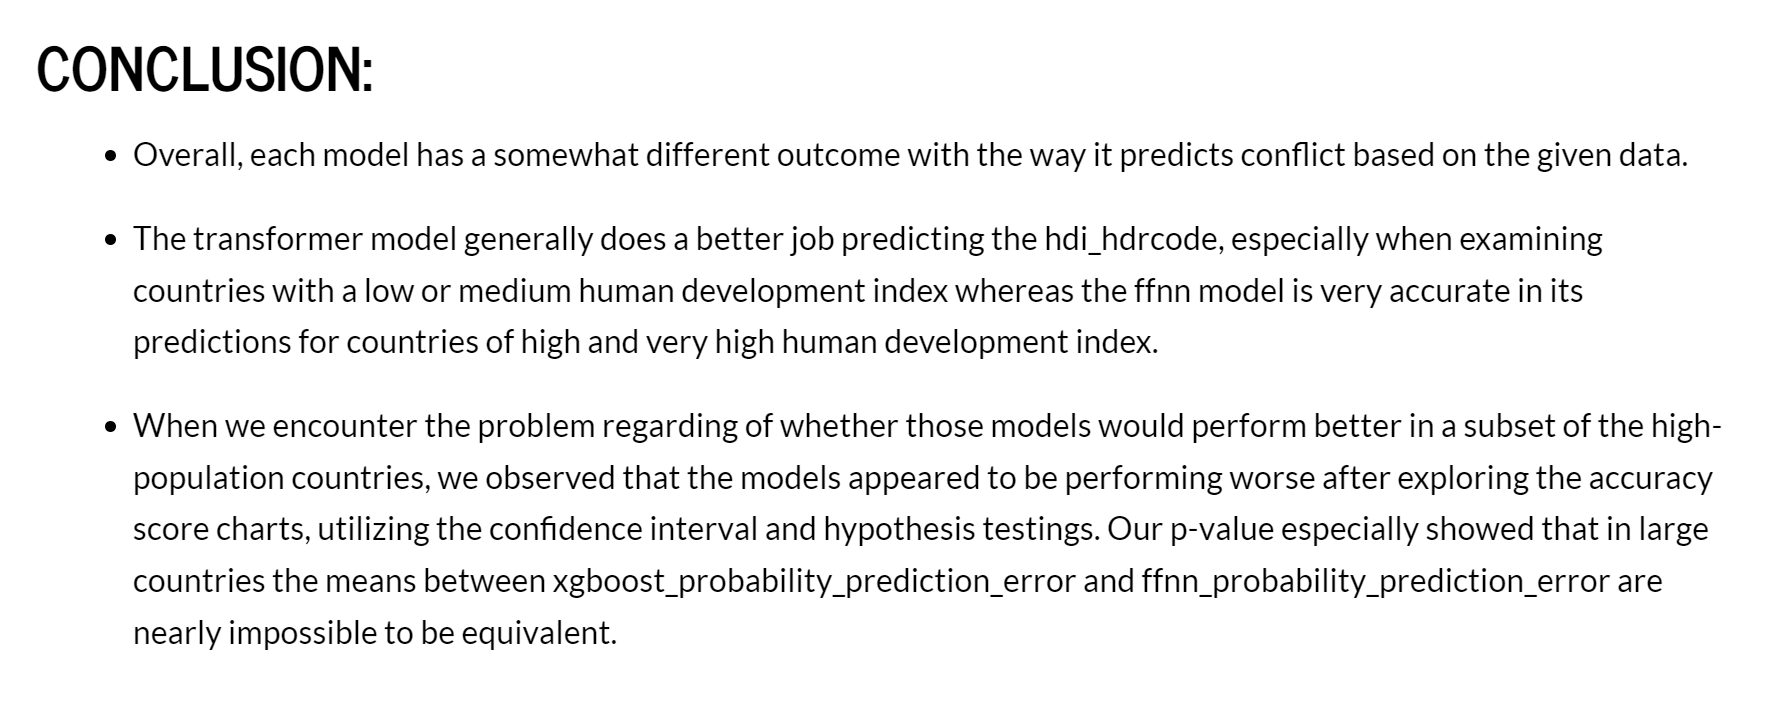 CONCLUSION:
• Overall, each model has a somewhat different outcome with the way it predicts conflict based on the given data.
• The transformer model generally does a better job predicting the hdi_hdrcode, especially when examining
countries with a low or medium human development index whereas the ffnn model is very accurate in its
predictions for countries of high and very high human development index.
• When we encounter the problem regarding of whether those models would perform better in a subset of the high-
population countries, we observed that the models appeared to be performing worse after exploring the accuracy
score charts, utilizing the confidence interval and hypothesis testings. Our p-value especially showed that in large
countries the means between xgboost_probability_prediction_error and ffnn_probability_prediction_error are
nearly impossible to be equivalent.